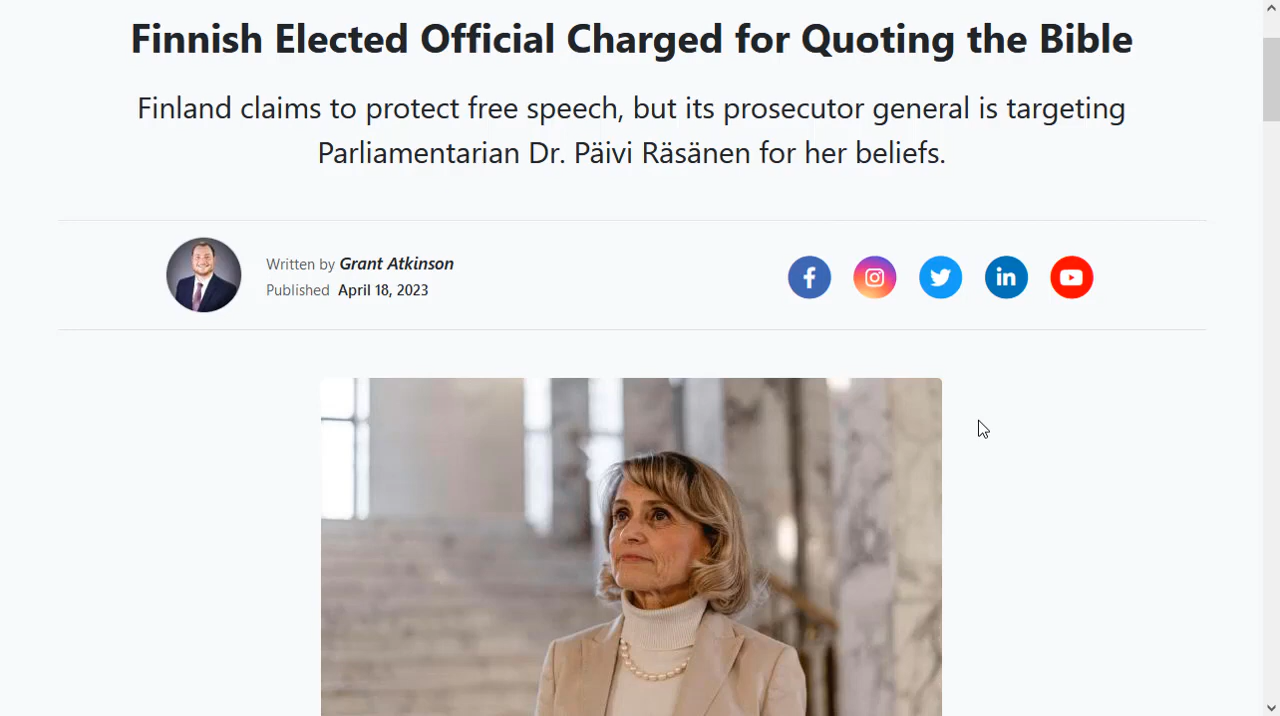 Finnish Elected Official Charged for Quoting the Bible
Finland claims to protect free speech, but its prosecutor general is targeting
Parliamentarian Dr. Päivi Räsänen for her beliefs.
Written by Grant Atkinson
Published April 18, 2023